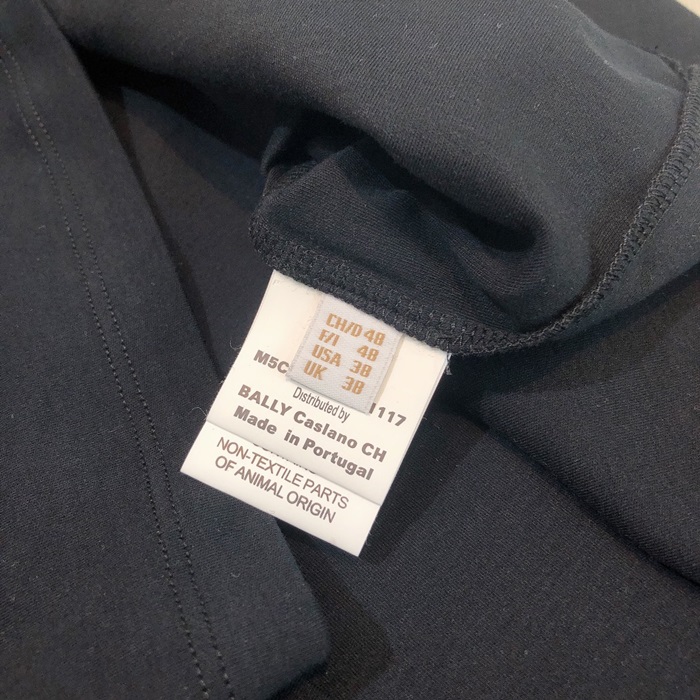 CH/D 48
F/I 48
USA 38
UK 38
M5C
1117
Distributed by
BALLY Caslano CH
Made in Portugal
NON-TEXTILE PARTS
OF ANIMAL ORIGIN